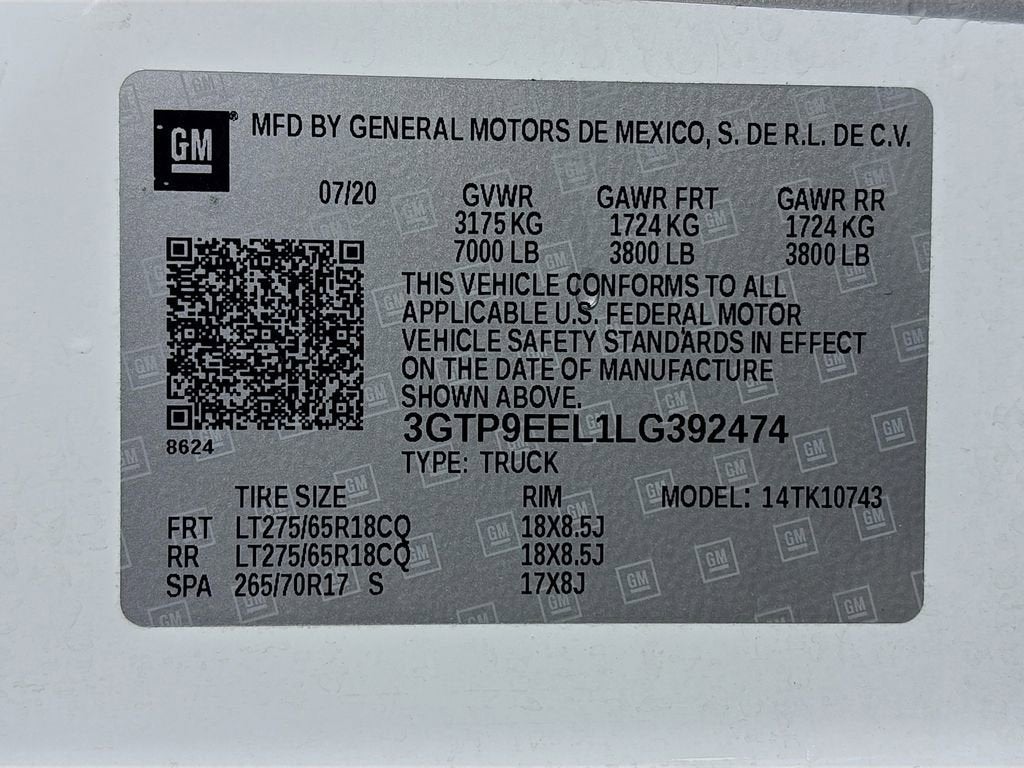 GM® MFD BY GENERAL MOTORS DE MEXICO, S. DE R.L. DE C.V.
07/20 GVWR GAWR FRT GAWR RR
3175 KG 1724 KG 1724 KG
7000 LB 3800 LB 3800 LB
THIS VEHICLE CONFORMS TO ALL
APPLICABLE U.S. FEDERAL MOTOR
VEHICLE SAFETY STANDARDS IN EFFECT
ON THE DATE OF MANUFACTURE
SHOWN ABOVE.
3GTP9EEL1LG392474
8624
TYPE: TRUCK
TIRE SIZE RIM MODEL: 14TK10743
FRT LT275/65R18CQ 18X8.5J
RR LT275/65R18CQ 18X8.5J
SPA 265/70R17 S 17X8J